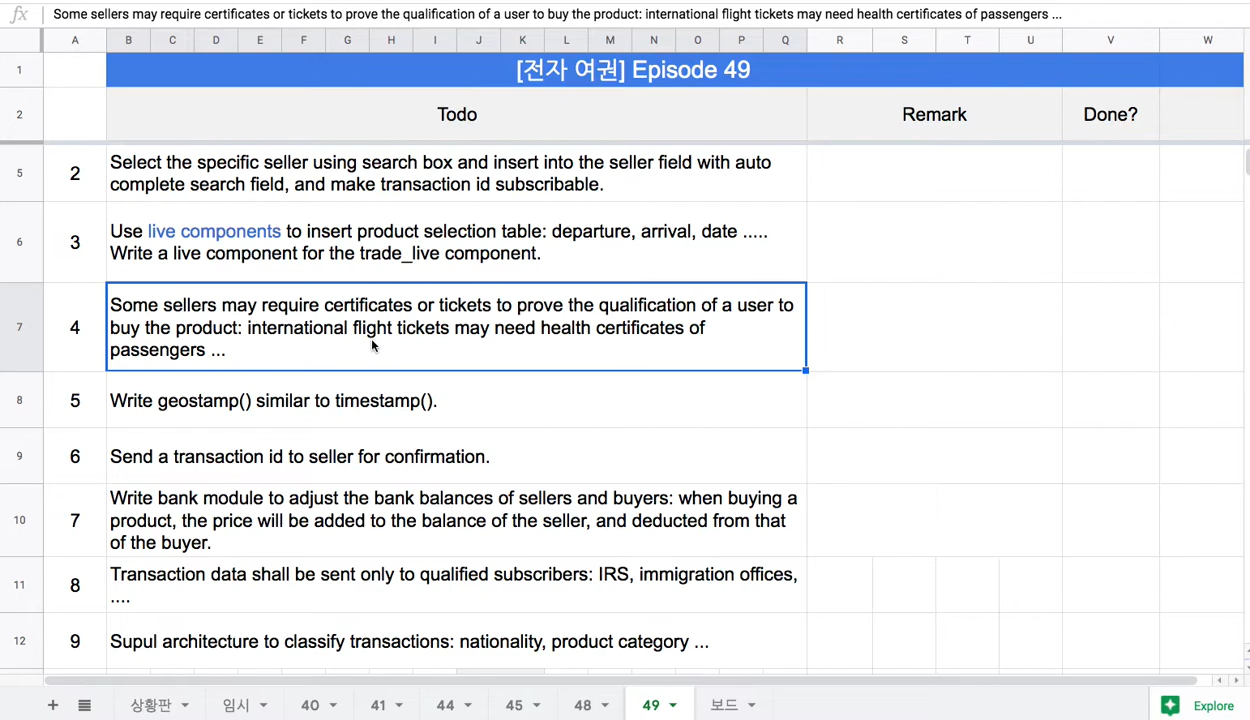 fx Some sellers may require certificates or tickets to prove the qualification of a user to buy the product: international flight tickets may need health certificates of passengers ...
A B C D E F G H I J K L M N O P Q R S T U V W
1 [전자 여권] Episode 49
2 Todo Remark Done?
5 2 Select the specific seller using search box and insert into the seller field with auto
complete search field, and make transaction id subscribable.
6 3 Use live components to insert product selection table: departure, arrival, date .....
Write a live component for the trade_live component.
7 4 Some sellers may require certificates or tickets to prove the qualification of a user to
buy the product: international flight tickets may need health certificates of
passengers ...
8 5 Write geostamp() similar to timestamp().
9 6 Send a transaction id to seller for confirmation.
10 7 Write bank module to adjust the bank balances of sellers and buyers: when buying a
product, the price will be added to the balance of the seller, and deducted from that
of the buyer.
11 8 Transaction data shall be sent only to qualified subscribers: IRS, immigration offices,
....
12 9 Supul architecture to classify transactions: nationality, product category ...
+ 상황판 임시 40 41 44 45 48 49 보드 Explore